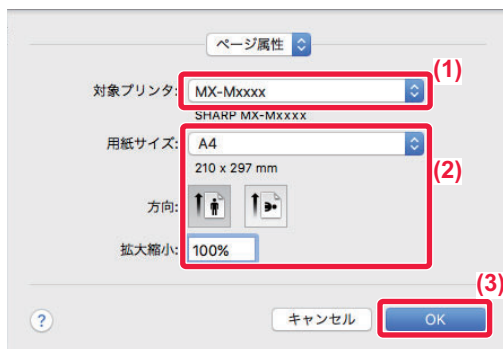 ページ属性
(1)
対象プリンタ: MX-Mxxxx
SHARP MX-Mxxxx
用紙サイズ: A4
210 x 297 mm
(2)
方向:
拡大縮小: 100%
(3)
? キャンセル OK